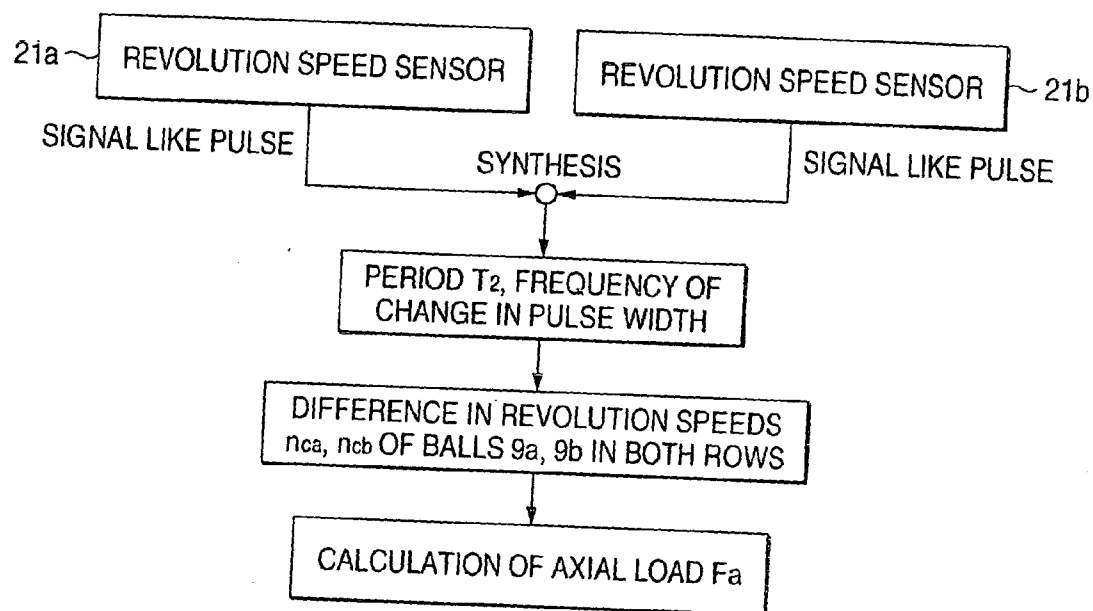 21a
REVOLUTION SPEED SENSOR
REVOLUTION SPEED SENSOR
21b
SIGNAL LIKE PULSE
SYNTHESIS
SIGNAL LIKE PULSE
PERIOD T2, FREQUENCY OF
CHANGE IN PULSE WIDTH
DIFFERENCE IN REVOLUTION SPEEDS
nca, ncb OF BALLS 9a, 9b IN BOTH ROWS
CALCULATION OF AXIAL LOAD Fa